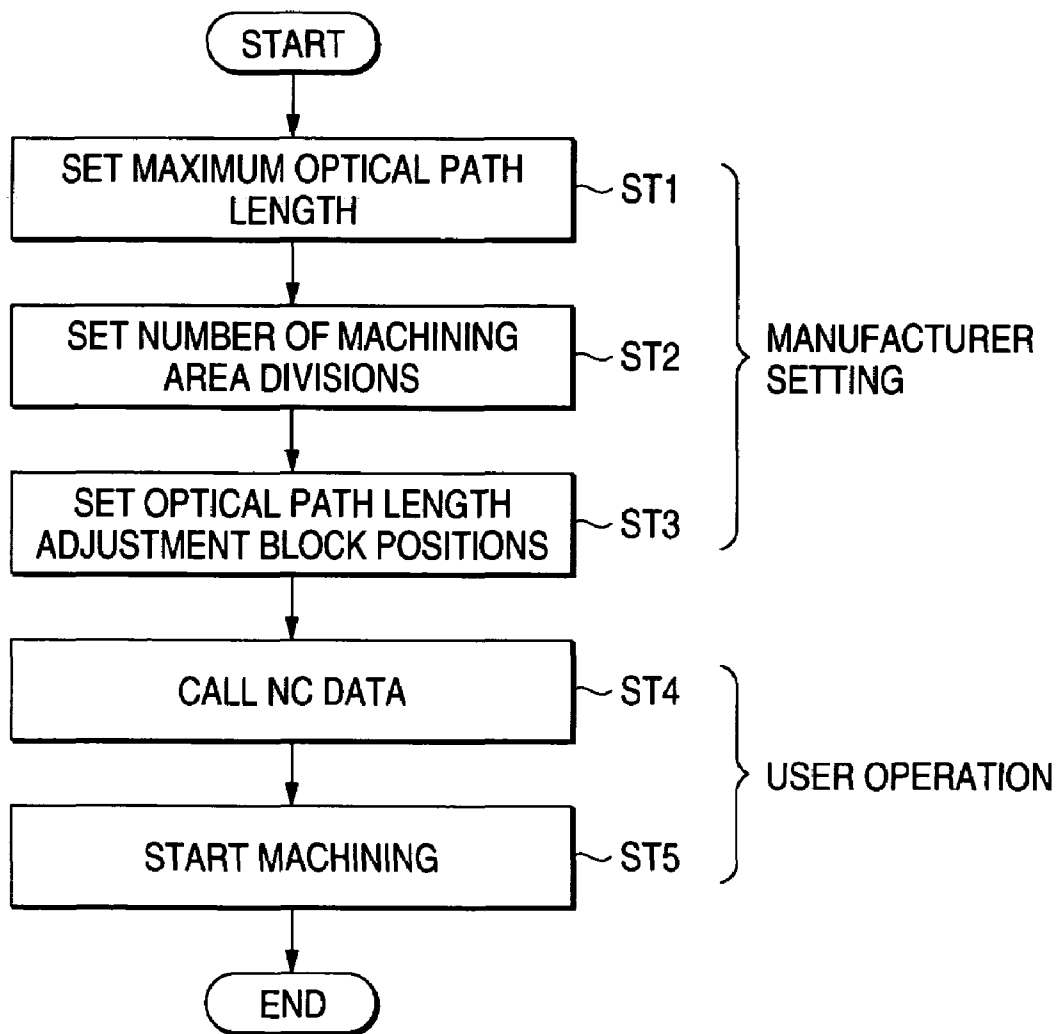 START
SET MAXIMUM OPTICAL PATH
LENGTH
ST1
SET NUMBER OF MACHINING
AREA DIVISIONS
ST2
MANUFACTURER
SETTING
SET OPTICAL PATH LENGTH
ADJUSTMENT BLOCK POSITIONS
ST3
CALL NC DATA
ST4
USER OPERATION
START MACHINING
ST5
END